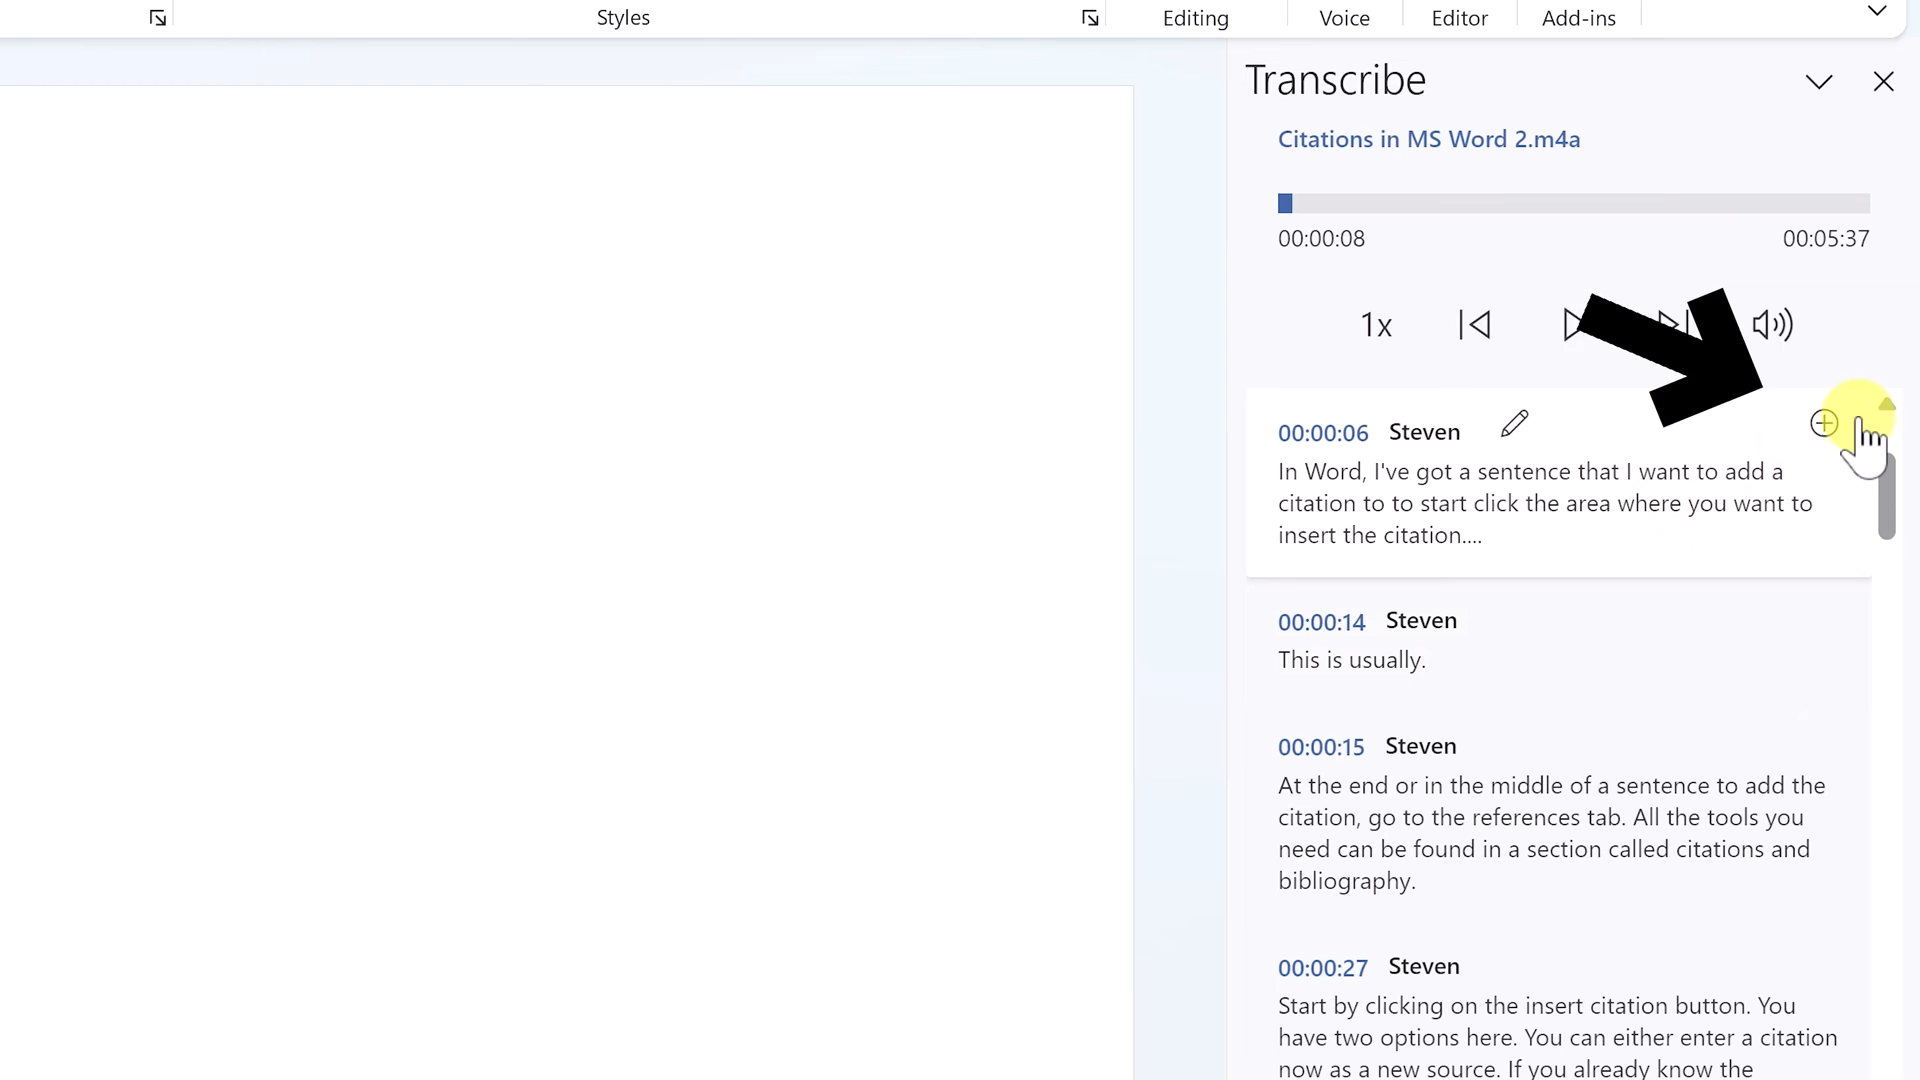 Styles
Editing
Voice
Editor
Add-ins
Transcribe
Citations in MS Word 2.m4a
00:00:08 00:05:37
1x
00:00:06 Steven
In Word, I've got a sentence that I want to add a
citation to to start click the area where you want to
insert the citation....
00:00:14 Steven
This is usually.
00:00:15 Steven
At the end or in the middle of a sentence to add the
citation, go to the references tab. All the tools you
need can be found in a section called citations and
bibliography.
00:00:27 Steven
Start by clicking on the insert citation button. You
have two options here. You can either enter a citation
now as a new source. If you already know the